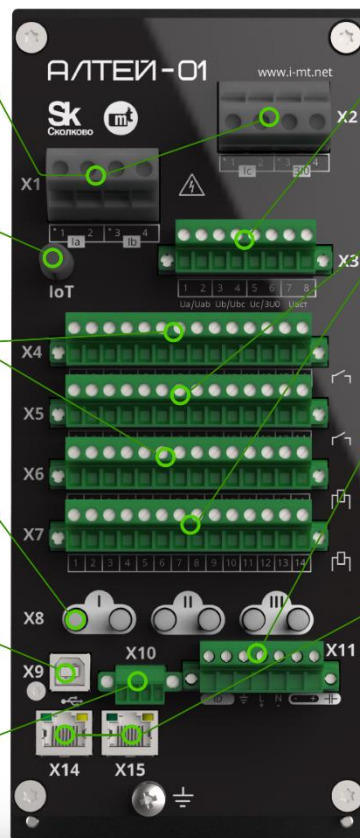 АЛТЕЙ-01
www.i-mt.net
Sk
Сколково
mt
X2
* 1 2 * 3 4
Ic 3I0
X1
* 1 2 * 3 4
Ia Ib
IoT
X3
1 2 3 4 5 6 7 8
Ua/Uab Ub/Ubc Uc/3U0 Uаст
X4
X5
X6
X7
1 2 3 4 5 6 7 8 9 10 11 12 13 14
I II III
X8
X9
X10
X11
L N
X14 X15